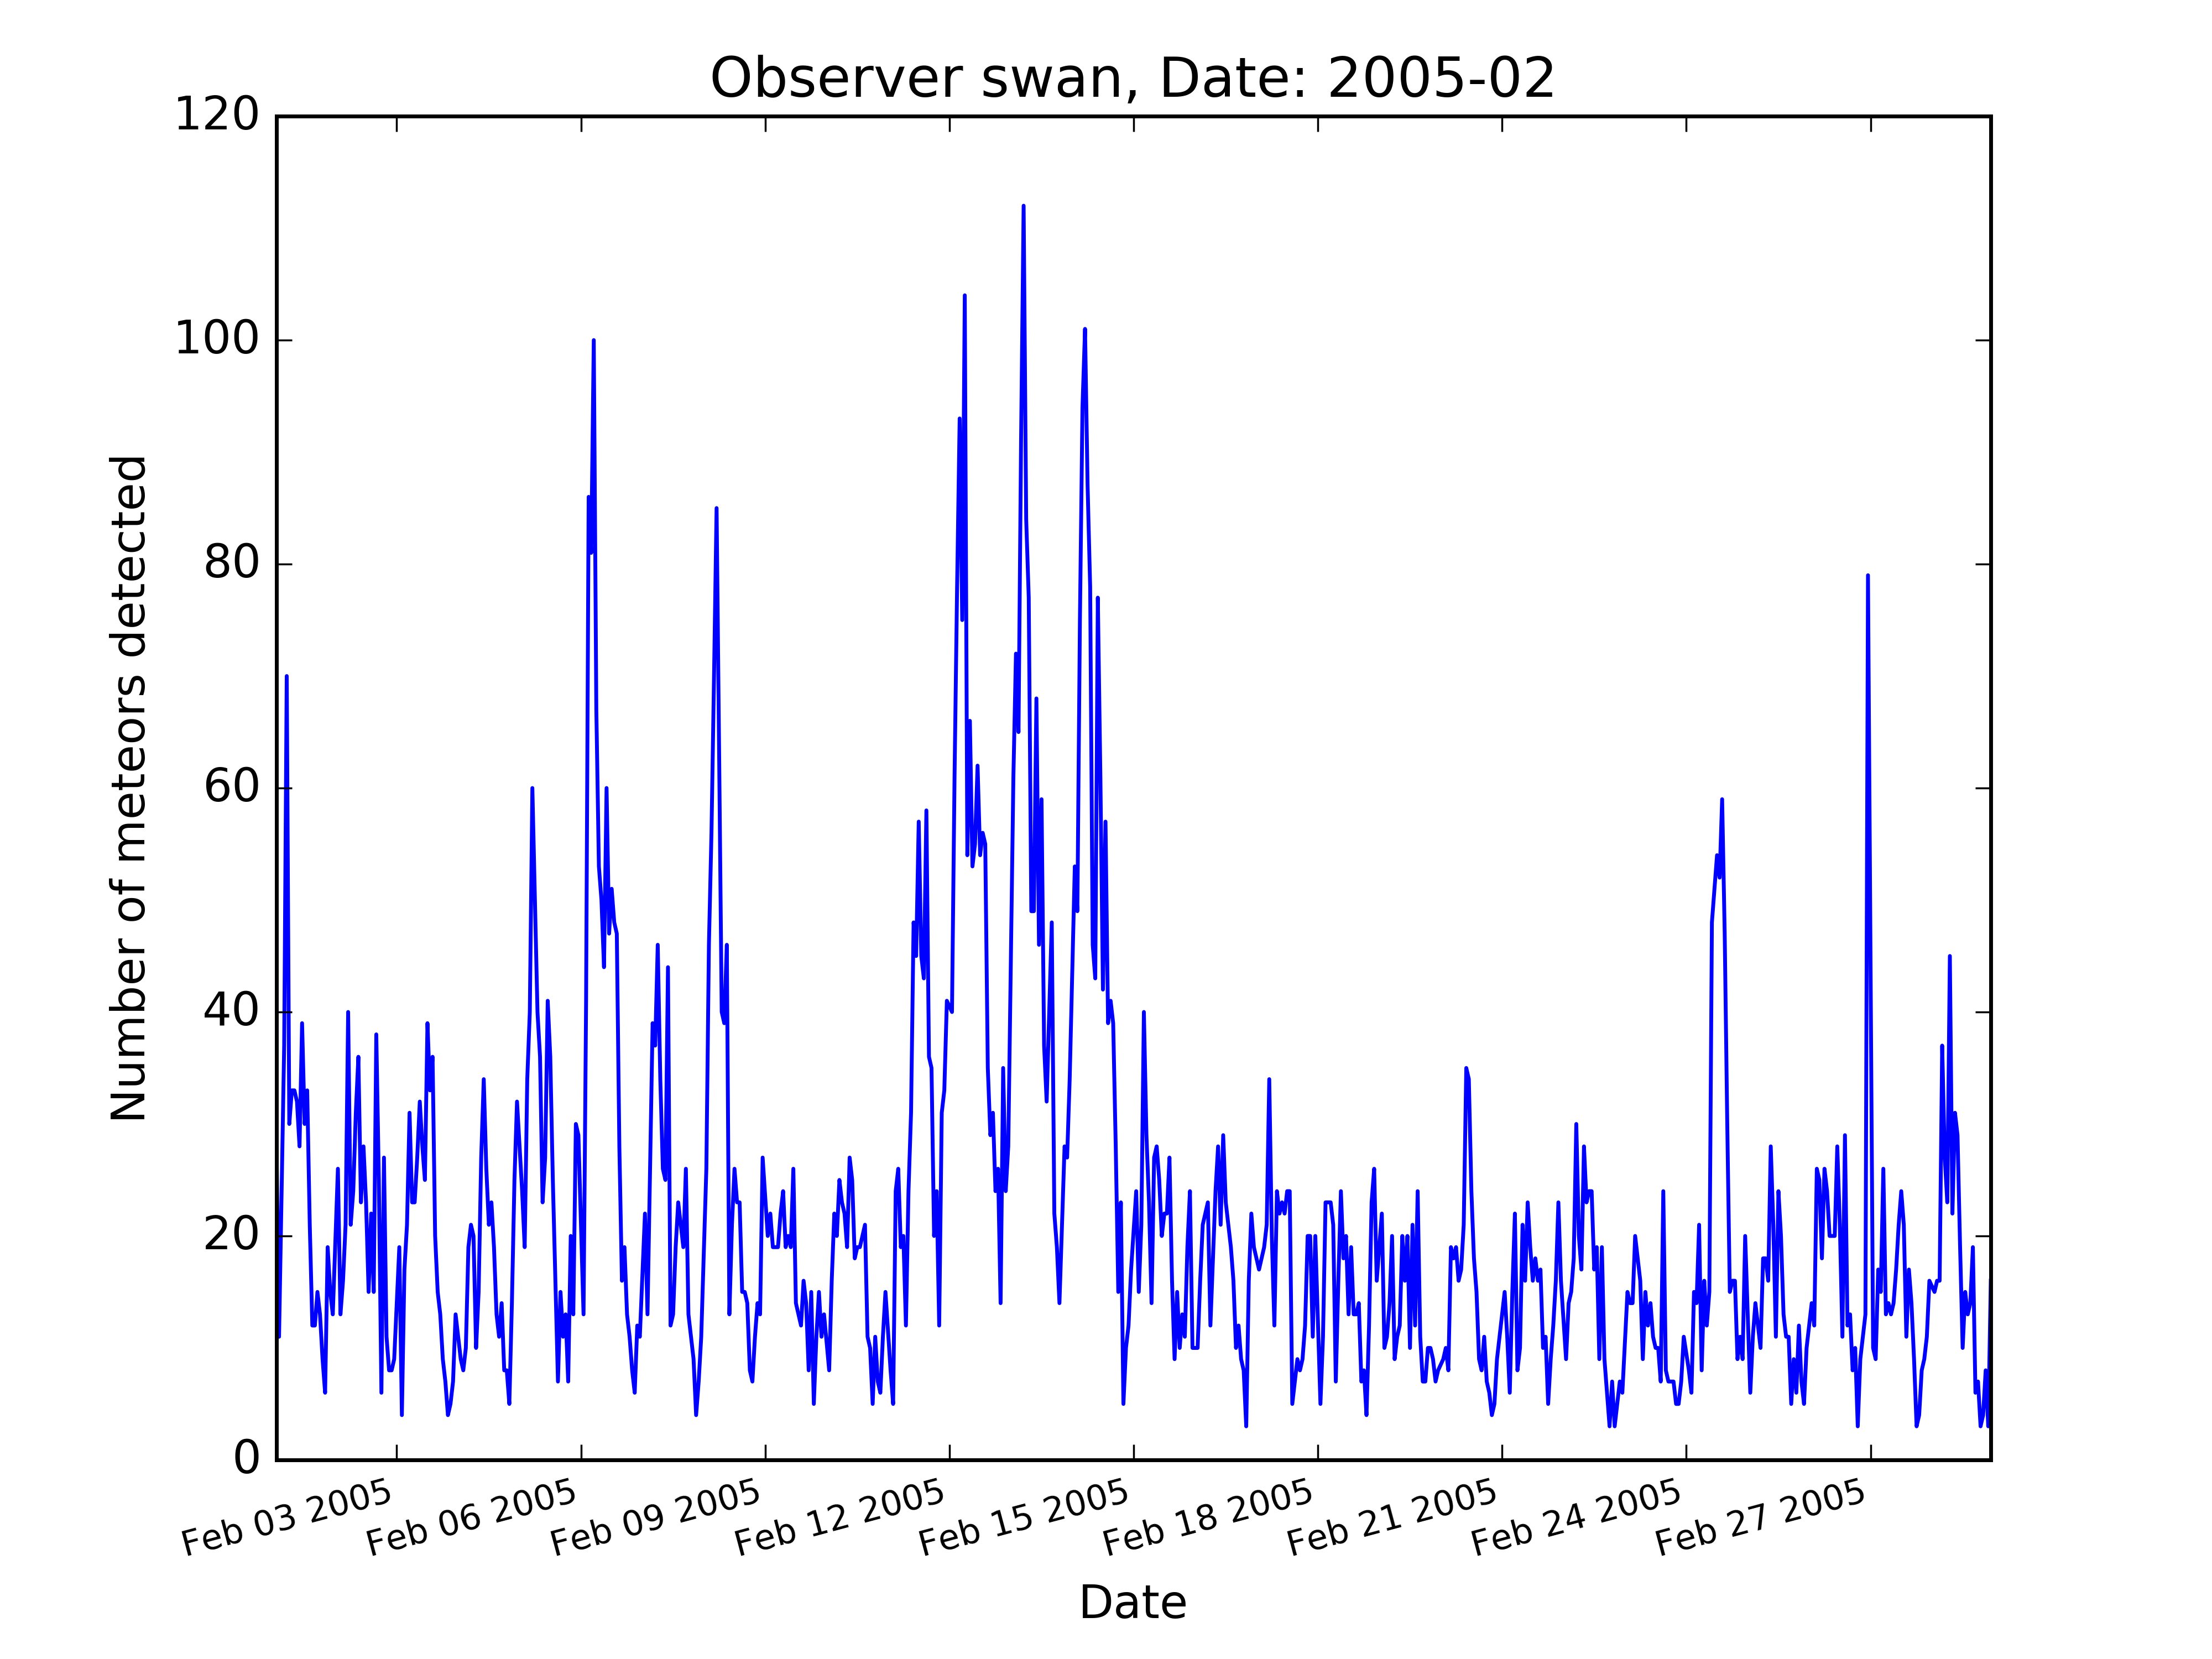 Observer swan, Date: 2005-02
Number of meteors detected
120
100
80
60
40
20
0
Feb 03 2005
Feb 06 2005
Feb 09 2005
Feb 12 2005
Feb 15 2005
Feb 18 2005
Feb 21 2005
Feb 24 2005
Feb 27 2005
Date